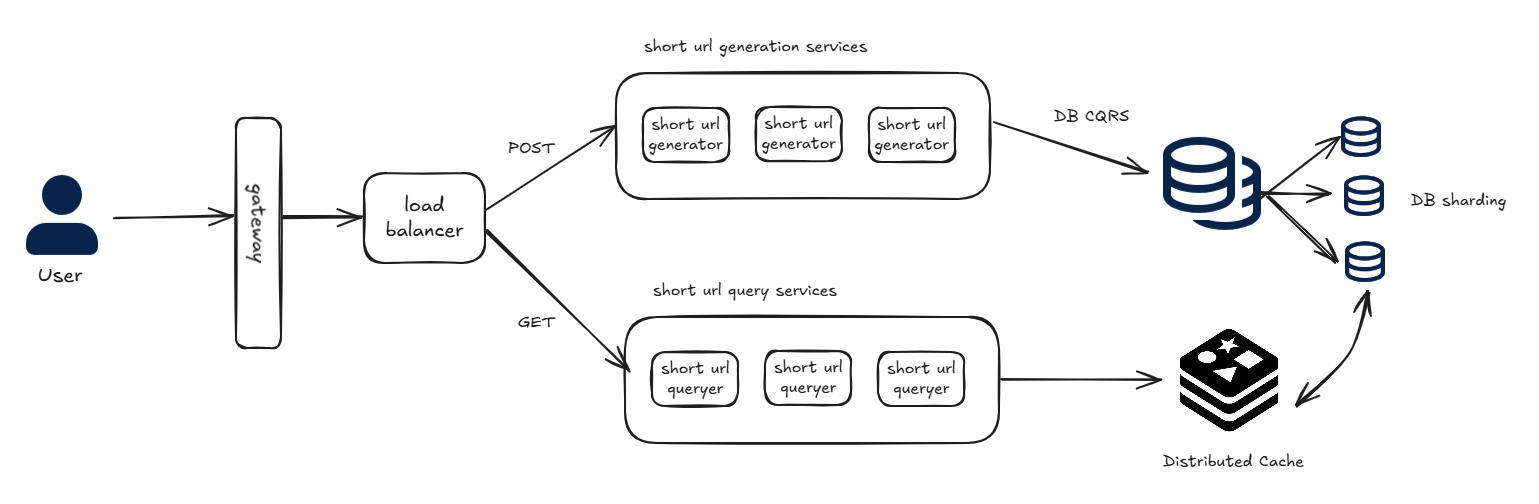 short url generation services
short url
generator
short url
generator
short url
generator
DB CQRS
POST
gateway
load
balancer
DB sharding
User
short url query services
GET
short url
queryer
short url
queryer
short url
queryer
Distributed Cache